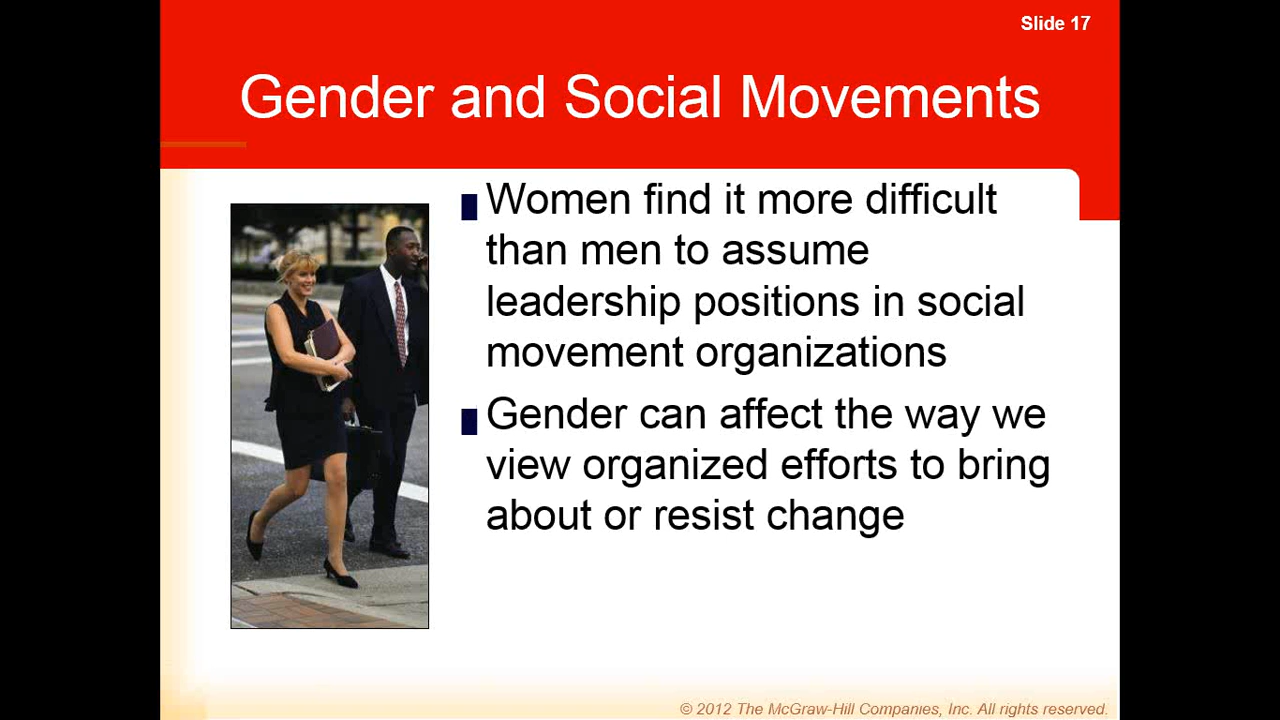 Slide 17
Gender and Social Movements
Women find it more difficult
than men to assume
leadership positions in social
movement organizations
Gender can affect the way we
view organized efforts to bring
about or resist change
© 2012 The McGraw-Hill Companies, Inc. All rights reserved.